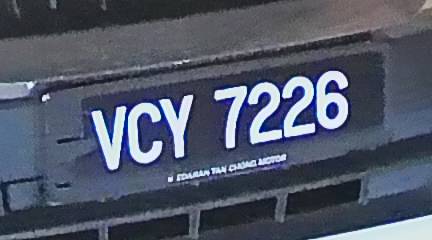 VCY 7226
EDARAN TAN CHONG MOTOR